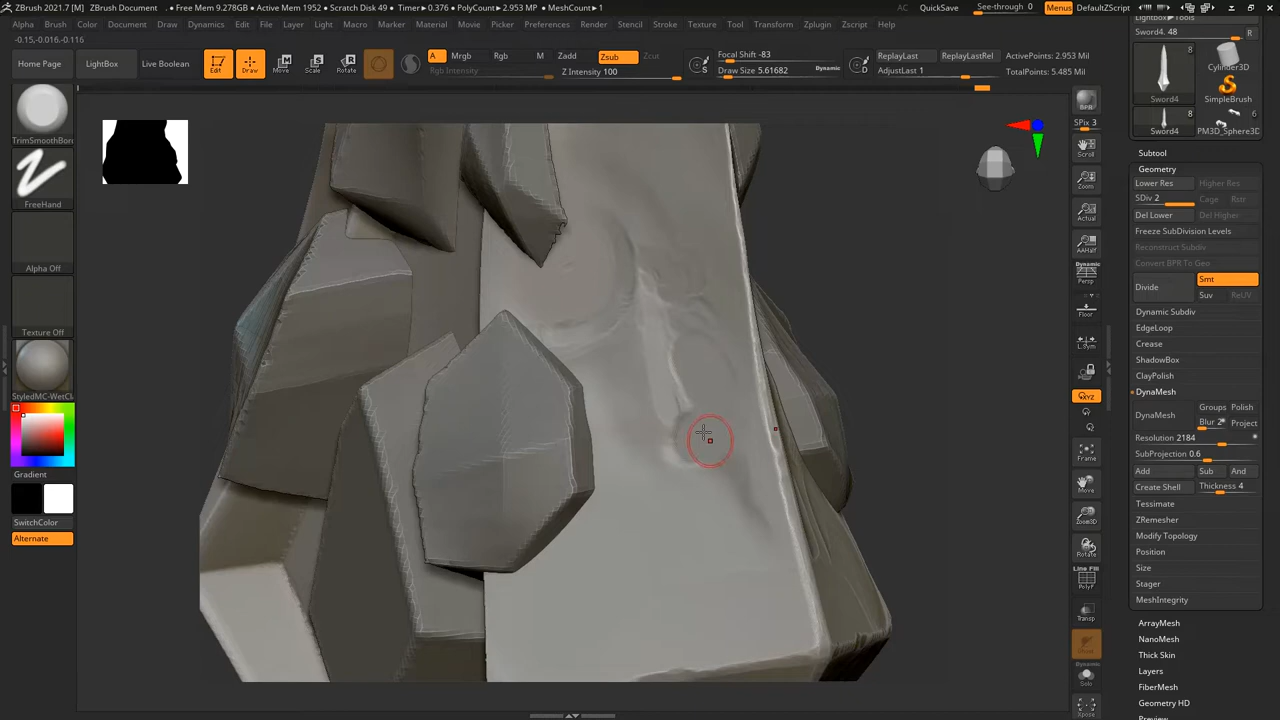 ZBrush 2021.7 [M]
ZBrush Document
• Free Mem 9.278GB • Active Mem 1952 • Scratch Disk 49 • Timer▸0.376 • PolyCount▸2.953 MP • MeshCount▸1
AC
QuickSave
See-through 0
Menus
DefaultZScript
Alpha
Brush
Color
Document
Draw
Dynamics
Edit
File
Layer
Light
Macro
Marker
Material
Movie
Picker
Preferences
Render
Stencil
Stroke
Texture
Tool
Transform
Zplugin
Zscript
Help
-0.15,-0.016,-0.116
Home Page
LightBox
Live Boolean
Edit
Draw
Move
Scale
Rotate
A
Mrgb
Rgb
M
Rgb Intensity
Zadd
Zsub
Zcut
Z Intensity 100
S
Focal Shift -83
Draw Size 5.61682
Dynamic
D
ReplayLast
ReplayLastRel
AdjustLast 1
ActivePoints: 2.953 Mil
TotalPoints: 5.485 Mil
TrimSmoothBord
FreeHand
Alpha Off
Texture Off
StyledMC-WetCla
Gradient
SwitchColor
Alternate
BPR
SPix 3
Scroll
Zoom
Actual
AAHalf
Dynamic
Persp
Floor
L.Sym
XYZ
Frame
Move
Zoom3D
Rotate
Line Fill
PolyF
Transp
Dynamic
Solo
Xpose
Lightbox▸Tools
Sword4. 48
R
8
Sword4
Cylinder3D
SimpleBrush
8
Sword4
6
PM3D_Sphere3D
Subtool
Geometry
Lower Res
Higher Res
SDiv 2
Cage
Rstr
Del Lower
Del Higher
Freeze SubDivision Levels
Reconstruct Subdiv
Convert BPR To Geo
Divide
Smt
Suv
ReUV
Dynamic Subdiv
EdgeLoop
Crease
ShadowBox
ClayPolish
DynaMesh
DynaMesh
Groups
Polish
Blur 2
Project
Resolution 2184
SubProjection 0.6
Add
Sub
And
Create Shell
Thickness 4
Tessimate
ZRemesher
Modify Topology
Position
Size
Stager
MeshIntegrity
ArrayMesh
NanoMesh
Thick Skin
Layers
FiberMesh
Geometry HD
Preview